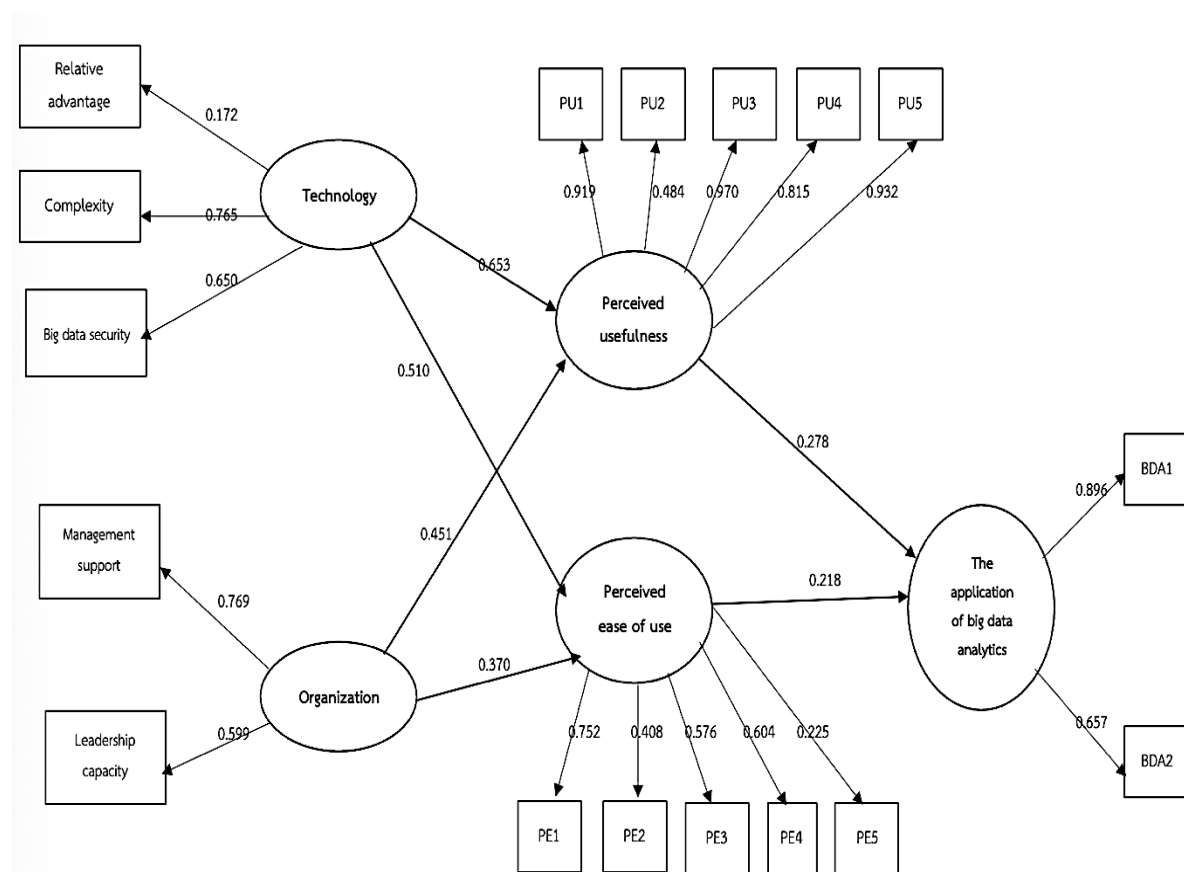 Relative
advantage
0.172
Complexity
0.765
Big data security
0.650
Technology
PU1
PU2
PU3
PU4
PU5
0.919
0.484
0.970
0.815
0.932
0.653
Perceived
usefulness
0.510
0.451
0.278
Management
support
0.769
Organization
Leadership
capacity
0.599
0.370
Perceived
ease of use
0.218
The
application
of big data
analytics
0.896
BDA1
0.657
BDA2
0.752
0.408
0.576
0.604
0.225
PE1
PE2
PE3
PE4
PE5